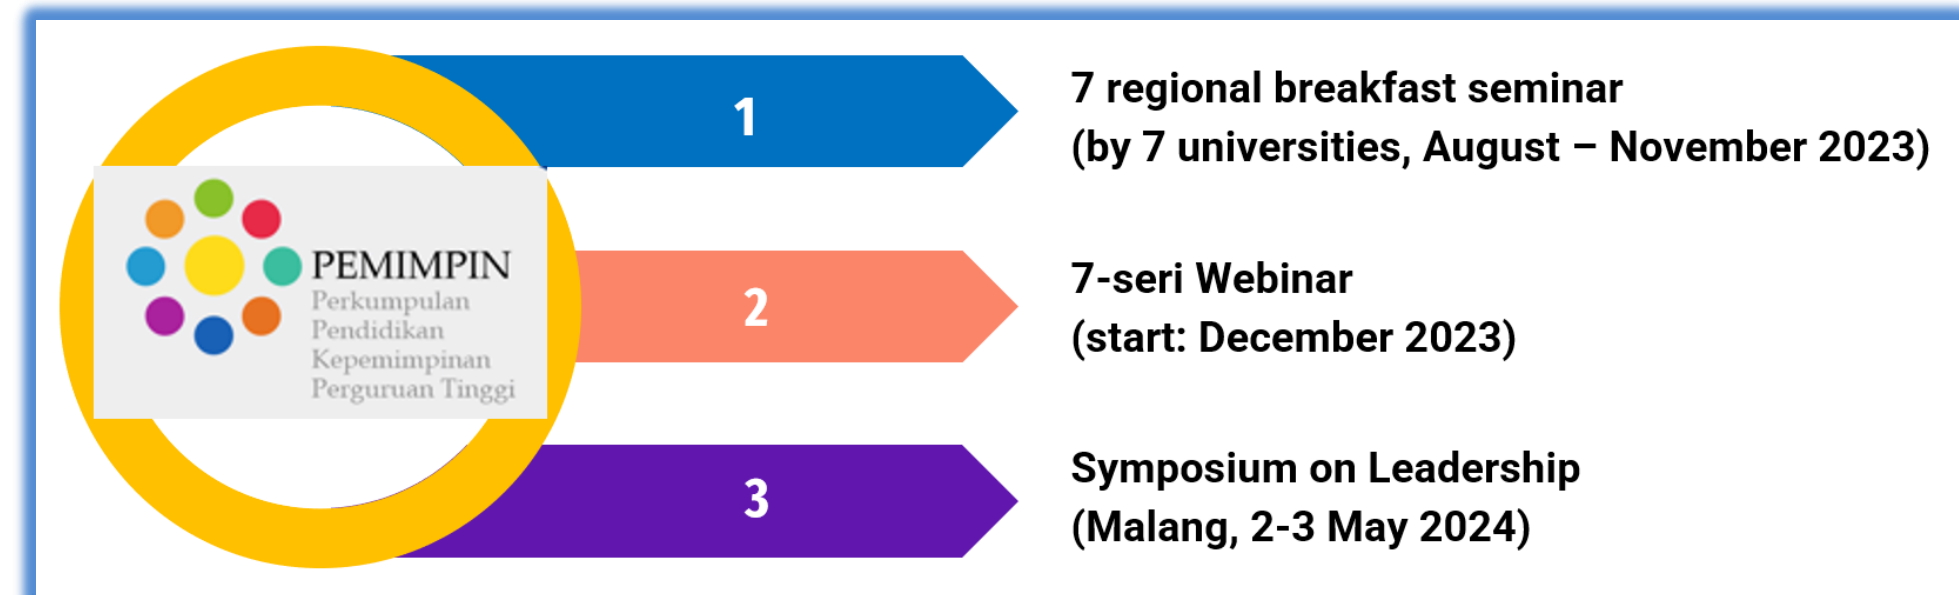 PEMIMPIN
Perkumpulan
Pendidikan
Kepemimpinan
Perguruan Tinggi
1
7 regional breakfast seminar
(by 7 universities, August – November 2023)
2
7-seri Webinar
(start: December 2023)
3
Symposium on Leadership
(Malang, 2-3 May 2024)